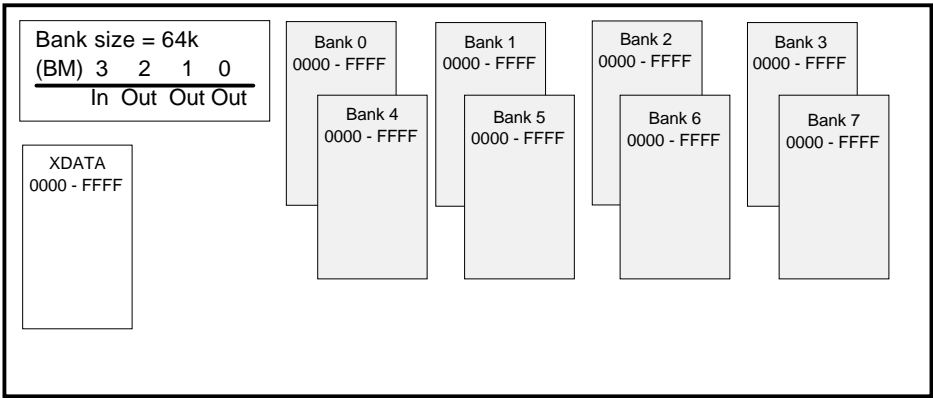 Bank size = 64k
(BM) 3 2 1 0
In Out Out Out
Bank 0
0000 - FFFF
Bank 1
0000 - FFFF
Bank 2
0000 - FFFF
Bank 3
0000 - FFFF
Bank 4
0000 - FFFF
Bank 5
0000 - FFFF
Bank 6
0000 - FFFF
Bank 7
0000 - FFFF
XDATA
0000 - FFFF